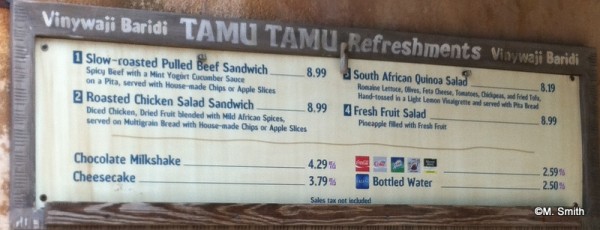 Vinywaji Baridi TAMU TAMU Refreshments Vinywaji Baridi
1 Slow-roasted Pulled Beef Sandwich 8.99
Spicy Beef with a Mint Yogurt Cucumber Sauce
on a Pita, served with House-made Chips or Apple Slices
2 Roasted Chicken Salad Sandwich 8.99
Diced Chicken, Dried Fruit blended with Mild African Spices,
served on Multigrain Bread with House-made Chips or Apple Slices
3 South African Quinoa Salad 8.19
Romaine Lettuce, Olives, Feta Cheese, Tomatoes, Chickpeas, and Fried Tofu,
Hand-tossed in a Light Lemon Vinaigrette and served with Pita Bread
4 Fresh Fruit Salad 8.99
Pineapple filled with Fresh Fruit
Chocolate Milkshake 4.29
Cheesecake 3.79
2.59
Bottled Water 2.50
Sales tax not included
©M. Smith